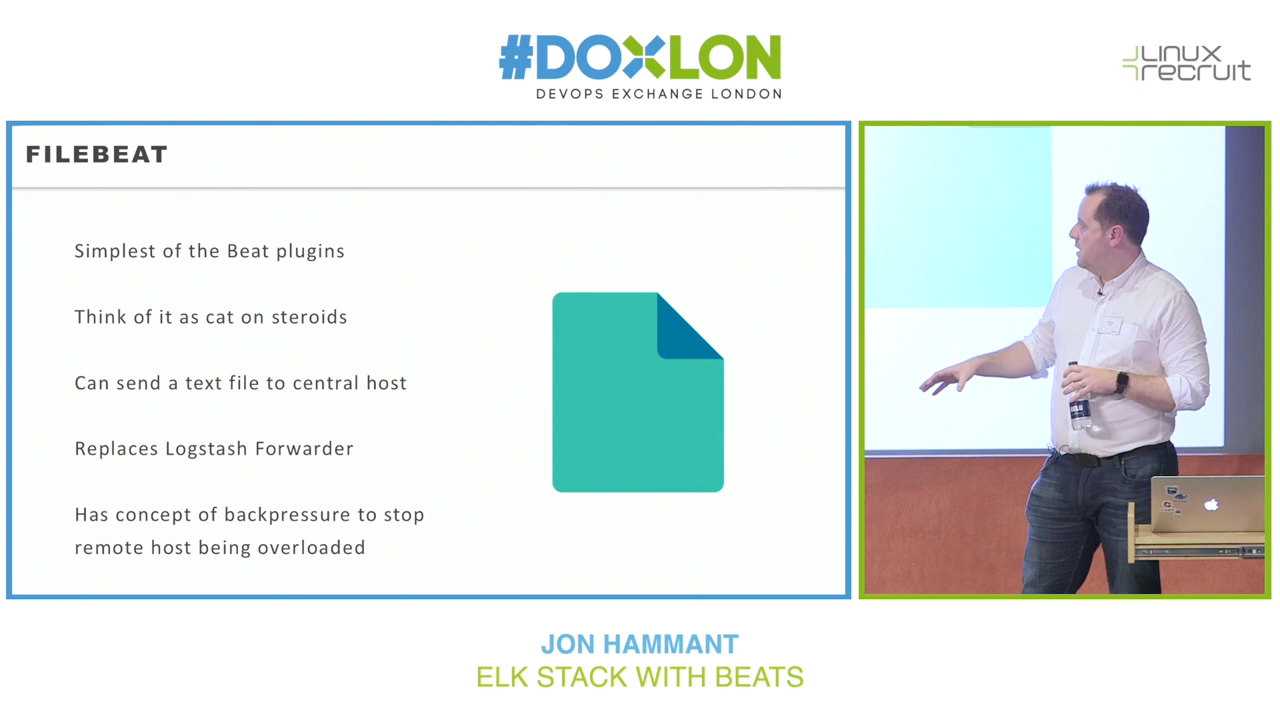 #DOXLON
DEVOPS EXCHANGE LONDON
LINUX
recruit
FILEBEAT
Simplest of the Beat plugins
Think of it as cat on steroids
Can send a text file to central host
Replaces Logstash Forwarder
Has concept of backpressure to stop
remote host being overloaded
JON HAMMANT
ELK STACK WITH BEATS